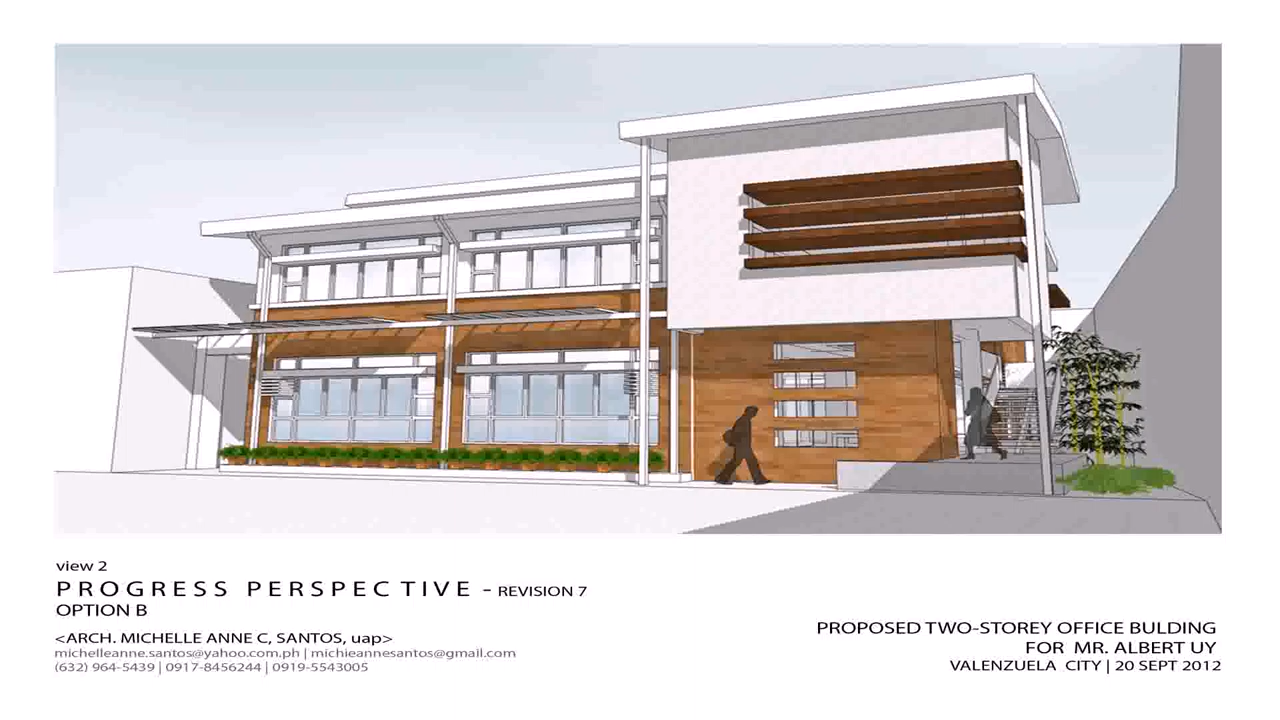 view 2
PROGRESS PERSPECTIVE - REVISION 7
OPTION B
<ARCH. MICHELLE ANNE C, SANTOS, uap>
michelleanne.santos@yahoo.com.ph | michieannesantos@gmail.com
(632) 964-5439 | 0917-8456244 | 0919-5543005
PROPOSED TWO-STOREY OFFICE BULDING
FOR MR. ALBERT UY
VALENZUELA CITY | 20 SEPT 2012